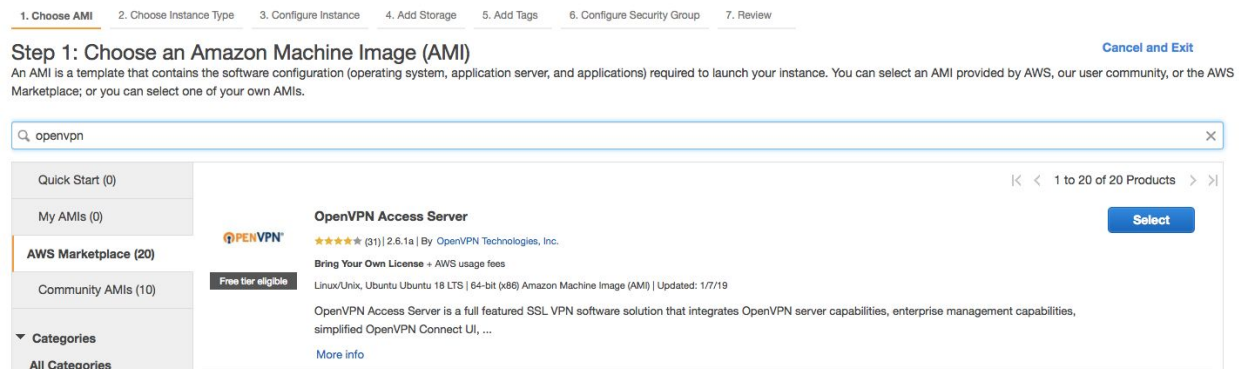 1. Choose AMI 2. Choose Instance Type 3. Configure Instance 4. Add Storage 5. Add Tags 6. Configure Security Group 7. Review
Step 1: Choose an Amazon Machine Image (AMI)
Cancel and Exit
An AMI is a template that contains the software configuration (operating system, application server, and applications) required to launch your instance. You can select an AMI provided by AWS, our user community, or the AWS
Marketplace; or you can select one of your own AMIs.
openvpn
Quick Start (0)
My AMIs (0)
AWS Marketplace (20)
Community AMIs (10)
Categories
All Categories
1 to 20 of 20 Products
OPENVPN
Free tier eligible
OpenVPN Access Server
Select
(31) | 2.6.1a | By OpenVPN Technologies, Inc.
Bring Your Own License + AWS usage fees
Linux/Unix, Ubuntu Ubuntu 18 LTS | 64-bit (x86) Amazon Machine Image (AMI) | Updated: 1/7/19
OpenVPN Access Server is a full featured SSL VPN software solution that integrates OpenVPN server capabilities, enterprise management capabilities,
simplified OpenVPN Connect UI, ...
More info